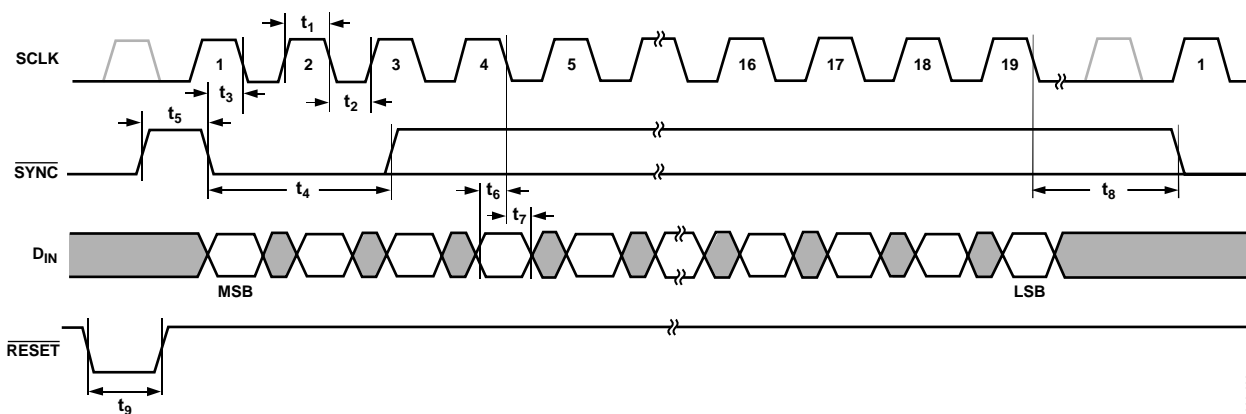 t1
SCLK
1 2 3 4 5 16 17 18 19 1
t3
t2
t5
SYNC
t4
t6
t8
t7
DIN
MSB LSB
RESET
t9